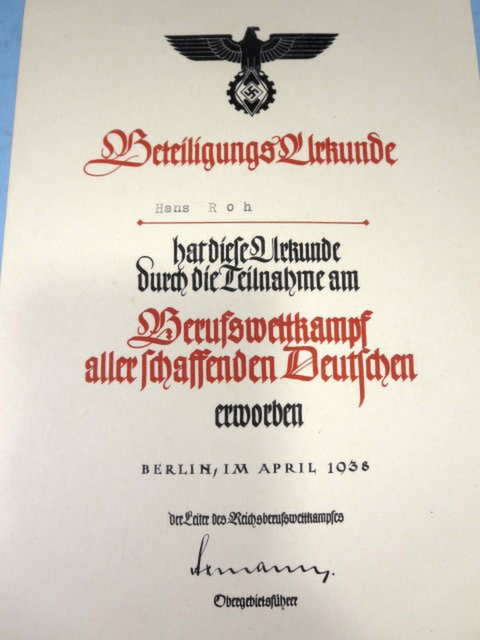 Beteiligungs Urkunde
Hans Roh
hat diese Urkunde
durch die Teilnahme am
Berufswettkampf
aller schaffenden Deutschen
erworben
BERLIN, IM APRIL 1938
der Leiter des Reichsberufswettkampfes
Obergebietsführer